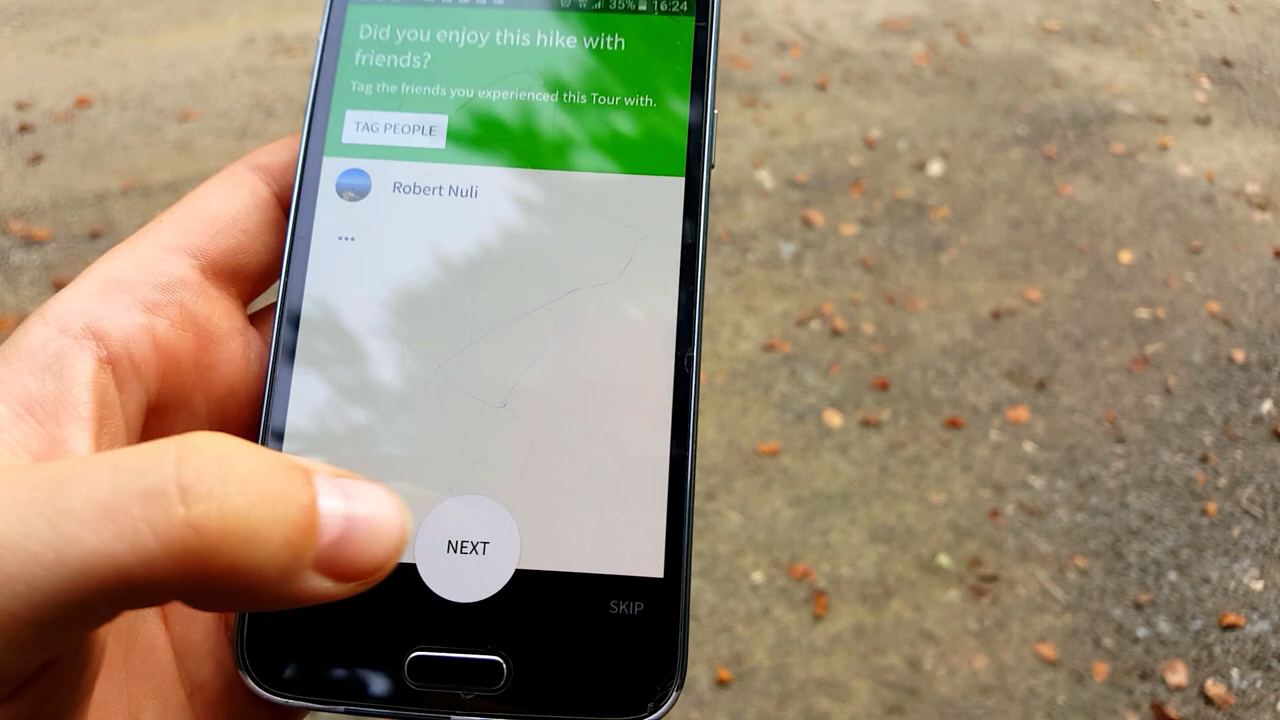 35% 16:24
Did you enjoy this hike with
friends?
Tag the friends you experienced this Tour with.
TAG PEOPLE
Robert Nuli
...
NEXT
SKIP